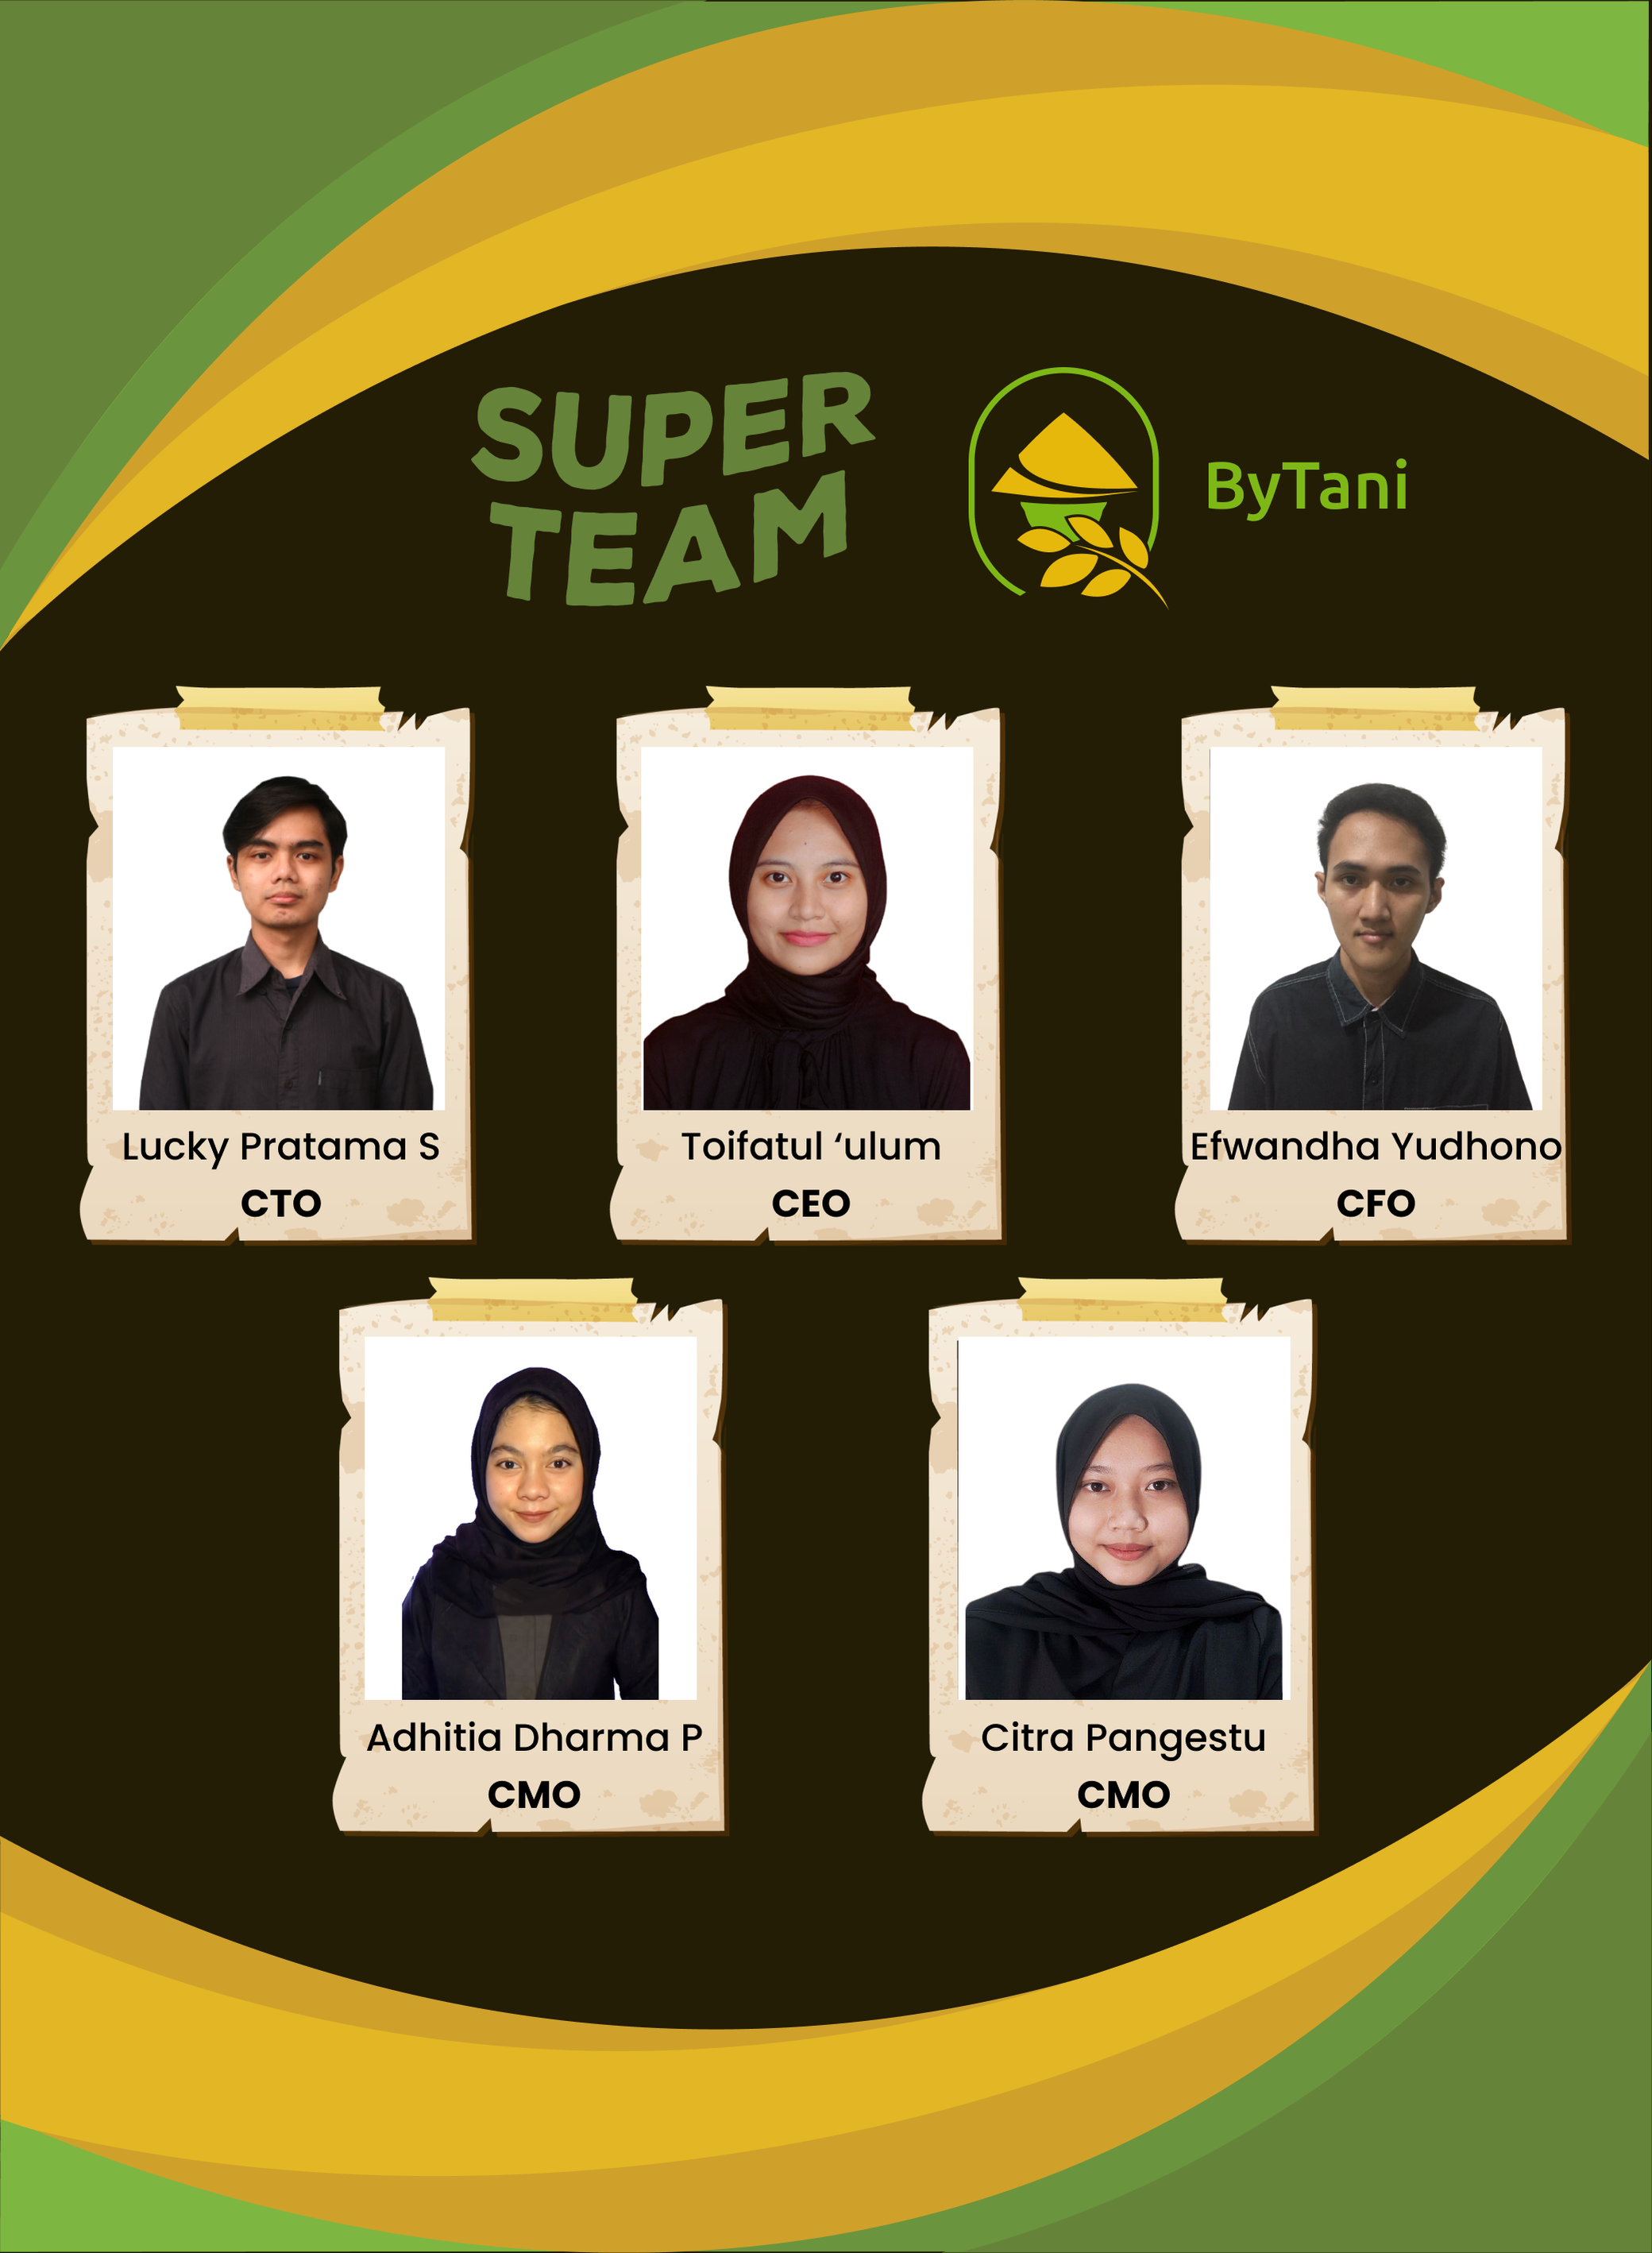 SUPER
TEAM
ByTani
Lucky Pratama S
CTO
Toifatul ‘ulum
CEO
Efwandha Yudhono
CFO
Adhitia Dharma P
CMO
Citra Pangestu
CMO